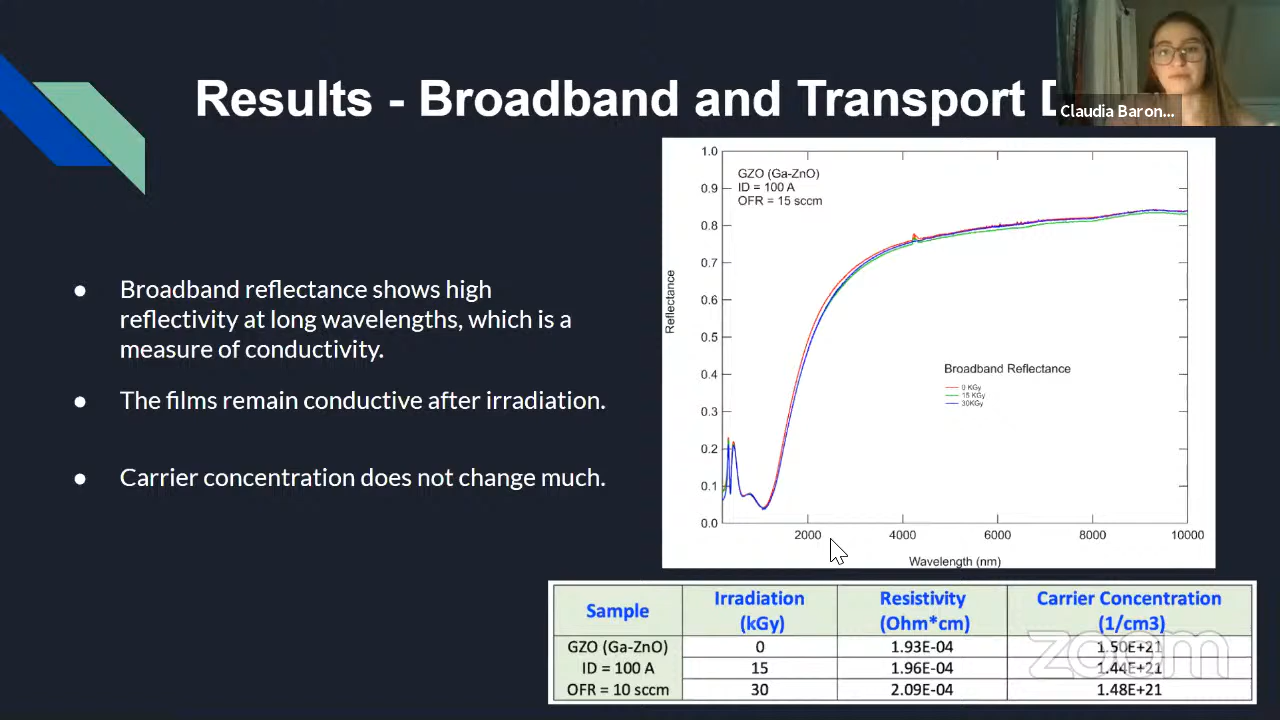 Results - Broadband and Transport
Claudia Baron...
Broadband reflectance shows high
reflectivity at long wavelengths, which is a
measure of conductivity.
The films remain conductive after irradiation.
Carrier concentration does not change much.
1.0
0.9
0.8
0.7
0.6
0.5
0.4
0.3
0.2
0.1
0.0
Reflectance
GZO (Ga-ZnO)
ID = 100 A
OFR = 15 sccm
Broadband Reflectance
0 KGy
15 KGy
30KGy
2000 4000 6000 8000 10000
Wavelength (nm)
Sample Irradiation (kGy) Resistivity (Ohm*cm) Carrier Concentration (1/cm3)
GZO (Ga-ZnO) 0 1.93E-04 1.50E+21
ID = 100 A 15 1.96E-04 1.44E+21
OFR = 10 sccm 30 2.09E-04 1.48E+21
zoom